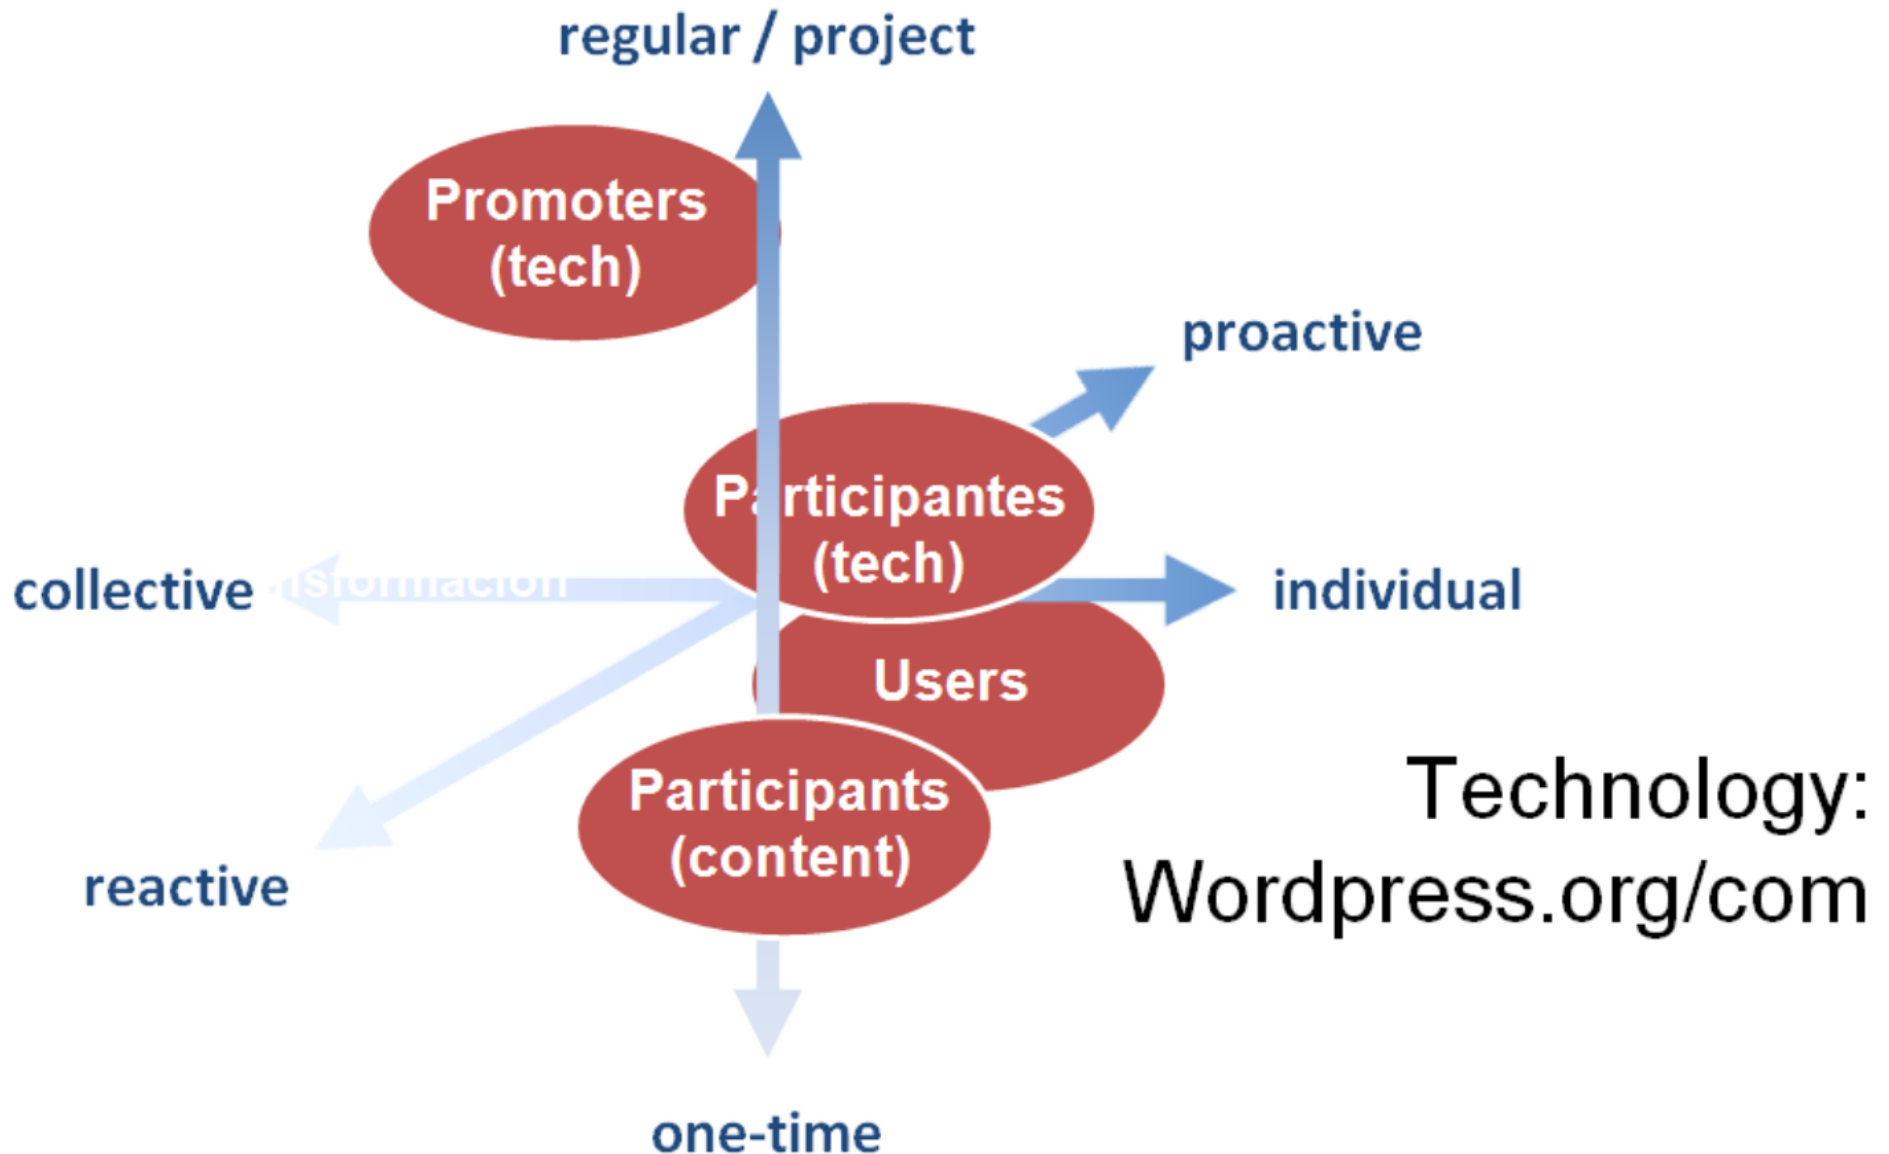 regular / project
Promoters
(tech)
proactive
Participantes
(tech)
collective
individual
Users
Participants
(content)
Technology:
Wordpress.org/com
reactive
one-time